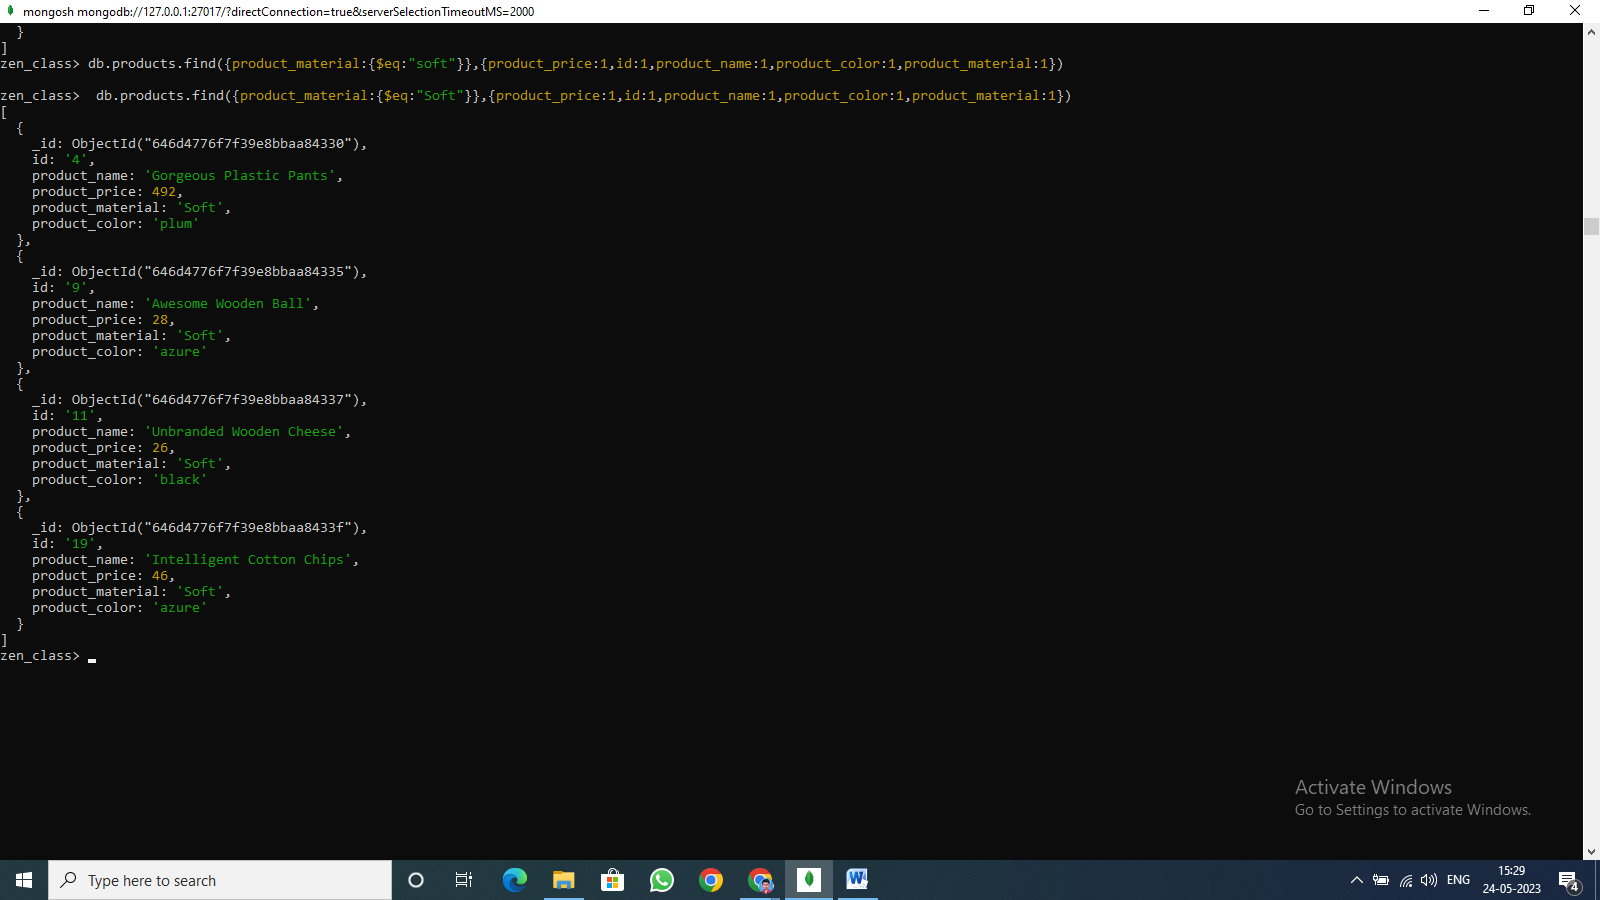 mongosh mongodb://127.0.0.1:27017/?directConnection=true&serverSelectionTimeoutMS=2000
  }
]
zen_class> db.products.find({product_material:{$eq:"soft"}},{product_price:1,id:1,product_name:1,product_color:1,product_material:1})
zen_class>  db.products.find({product_material:{$eq:"Soft"}},{product_price:1,id:1,product_name:1,product_color:1,product_material:1})
[
  {
    _id: ObjectId("646d4776f7f39e8bbaa84330"),
    id: '4',
    product_name: 'Gorgeous Plastic Pants',
    product_price: 492,
    product_material: 'Soft',
    product_color: 'plum'
  },
  {
    _id: ObjectId("646d4776f7f39e8bbaa84335"),
    id: '9',
    product_name: 'Awesome Wooden Ball',
    product_price: 28,
    product_material: 'Soft',
    product_color: 'azure'
  },
  {
    _id: ObjectId("646d4776f7f39e8bbaa84337"),
    id: '11',
    product_name: 'Unbranded Wooden Cheese',
    product_price: 26,
    product_material: 'Soft',
    product_color: 'black'
  },
  {
    _id: ObjectId("646d4776f7f39e8bbaa8433f"),
    id: '19',
    product_name: 'Intelligent Cotton Chips',
    product_price: 46,
    product_material: 'Soft',
    product_color: 'azure'
  }
]
zen_class>
Activate Windows
Go to Settings to activate Windows.
Type here to search
W
ENG
15:29
24-05-2023
4